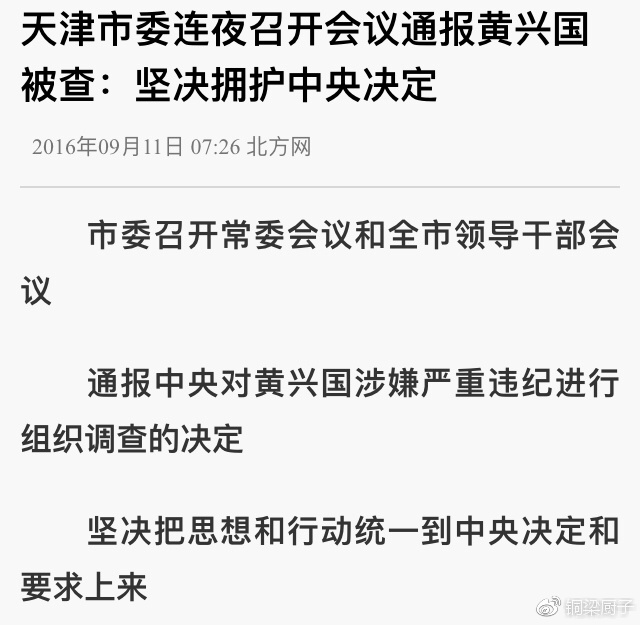 天津市委连夜召开会议通报黄兴国
被查：坚决拥护中央决定
2016年09月11日 07:26 北方网
市委召开常委会议和全市领导干部会
议
通报中央对黄兴国涉嫌严重违纪进行
组织调查的决定
坚决把思想和行动统一到中央决定和
要求上来
铜梁厨子